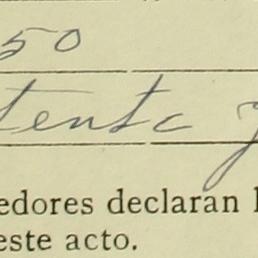 50
tenta y
edores declaran
este acto.